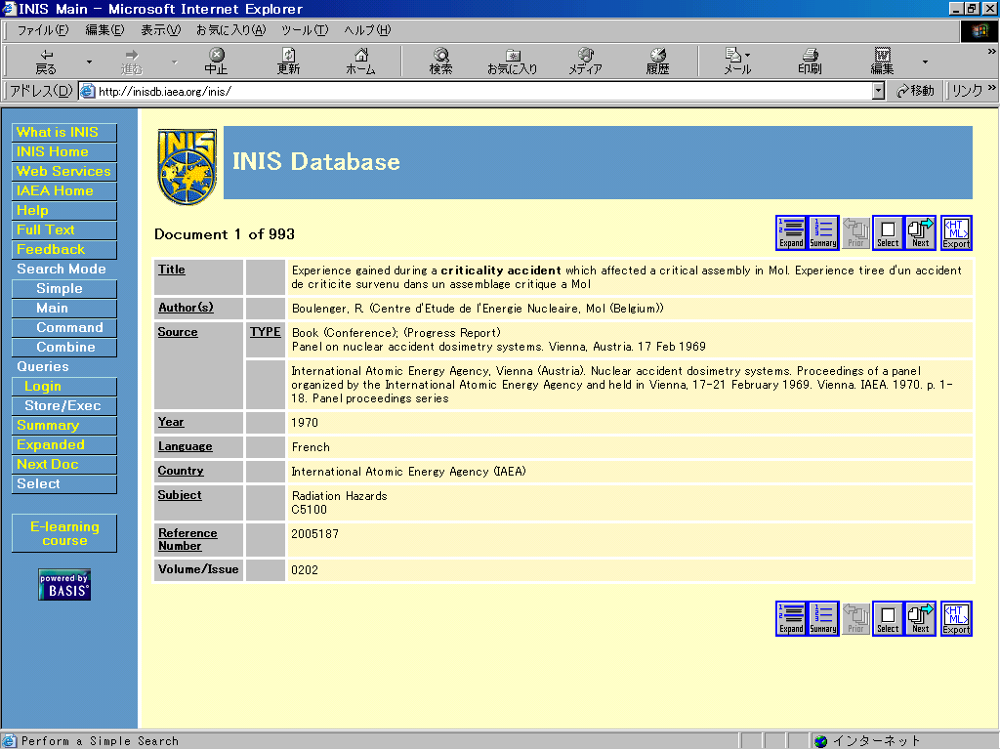 INIS Main - Microsoft Internet Explorer
ファイル(F) 編集(E) 表示(V) お気に入り(A) ツール(T) ヘルプ(H)
戻る 進む 中止 更新 ホーム 検索 お気に入り メディア 履歴 メール 印刷 編集 »
アドレス(D) http://inisdb.iaea.org/inis/ 移動 リンク »
What is INIS
INIS Home
Web Services
IAEA Home
Help
Full Text
Feedback
Search Mode
Simple
Main
Command
Combine
Queries
Login
Store/Exec
Summary
Expanded
Next Doc
Select
E-learning
course
powered by
BASIS
INIS
INIS Database
Document 1 of 993
Expand Summary Prior Select Next HTML Export
Title Experience gained during a criticality accident which affected a critical assembly in Mol. Experience tiree d'un accident
de criticite survenu dans un assemblage critique a Mol
Author(s) Boulenger, R. (Centre d'Etude de l'Energie Nucleaire, Mol (Belgium))
Source TYPE Book (Conference); (Progress Report)
Panel on nuclear accident dosimetry systems. Vienna, Austria. 17 Feb 1969
International Atomic Energy Agency, Vienna (Austria). Nuclear accident dosimetry systems. Proceedings of a panel
organized by the International Atomic Energy Agency and held in Vienna, 17-21 February 1969. Vienna. IAEA. 1970. p. 1-
18. Panel proceedings series
Year 1970
Language French
Country International Atomic Energy Agency (IAEA)
Subject Radiation Hazards
C5100
Reference
Number 2005187
Volume/Issue 0202
Expand Summary Prior Select Next HTML Export
Perform a Simple Search インターネット